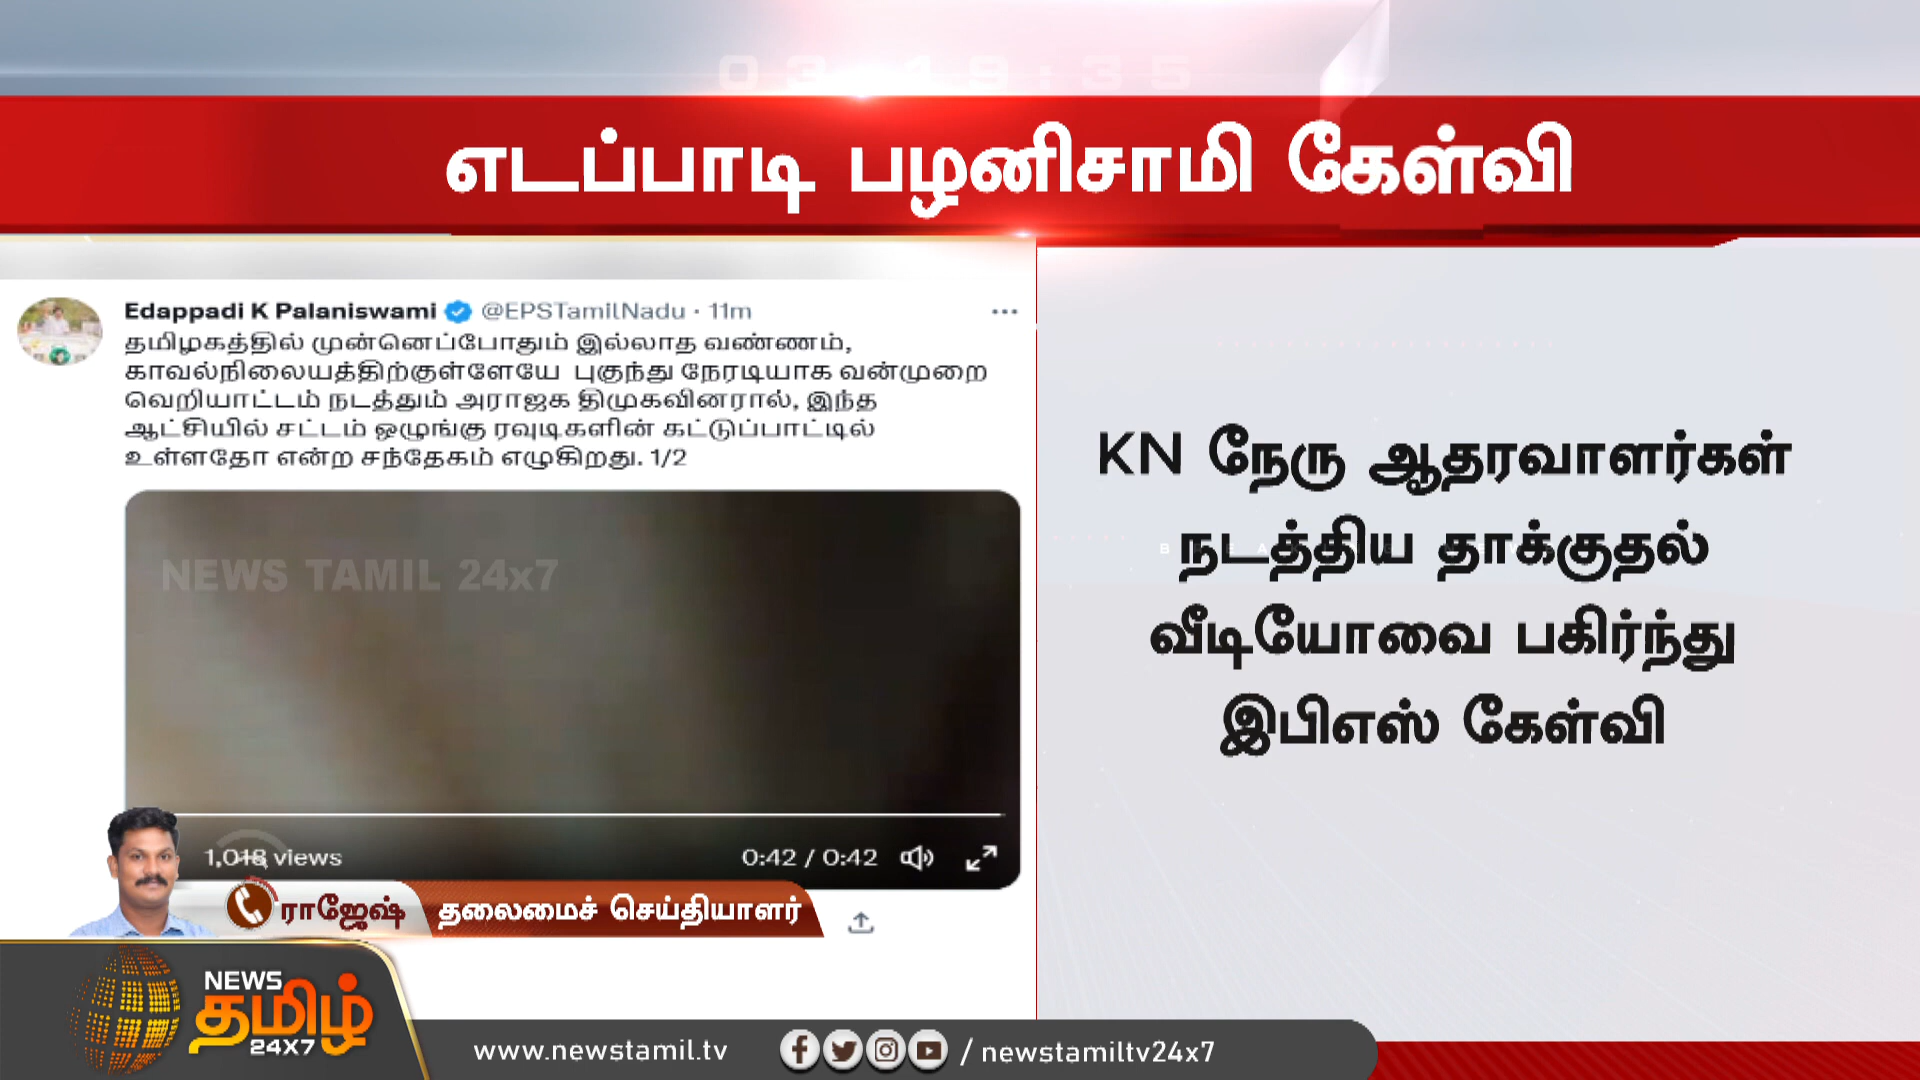 03:19:35
எடப்பாடி பழனிசாமி கேள்வி
Edappadi K Palaniswami @EPSTamilNadu · 11m
தமிழகத்தில் முன்னெப்போதும் இல்லாத வண்ணம்,
காவல்நிலையத்திற்குள்ளேயே புகுந்து நேரடியாக வன்முறை
வெறியாட்டம் நடத்தும் அராஜக திமுகவினரால், இந்த
ஆட்சியில் சட்டம் ஒழுங்கு ரவுடிகளின் கட்டுப்பாட்டில்
உள்ளதோ என்ற சந்தேகம் எழுகிறது. 1/2
NEWS TAMIL 24x7
1,018 views
0:42 / 0:42
KN நேரு ஆதரவாளர்கள்
நடத்திய தாக்குதல்
வீடியோவை பகிர்ந்து
இபிஎஸ் கேள்வி
ராஜேஷ் தலைமைச் செய்தியாளர்
NEWS
தமிழ்
24X7
www.newstamil.tv
/ newstamiltv24x7